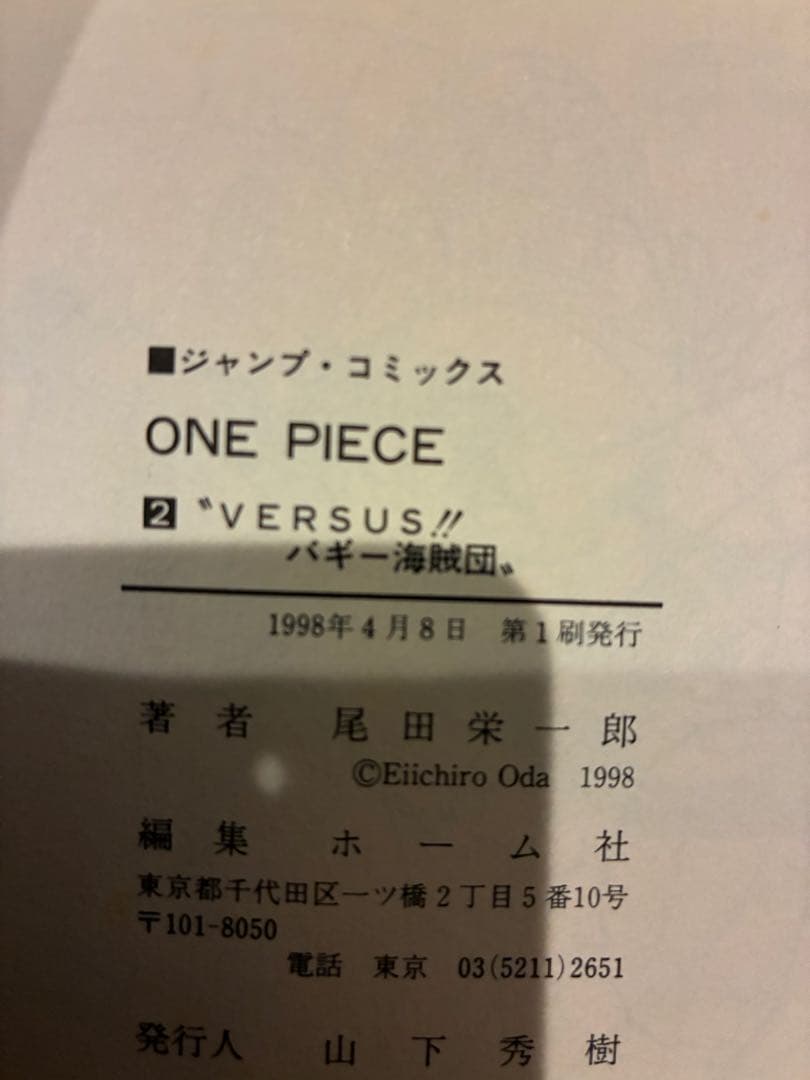 ■ジャンプ・コミックス
ONE PIECE
2 〝VERSUS!!
バギー海賊団〟
1998年4月8日 第1刷発行
著者 尾田栄一郎
©Eiichiro Oda 1998
編集 ホーム社
東京都千代田区一ツ橋2丁目5番10号
〒101-8050
電話 東京 03(5211)2651
発行人 山下秀樹